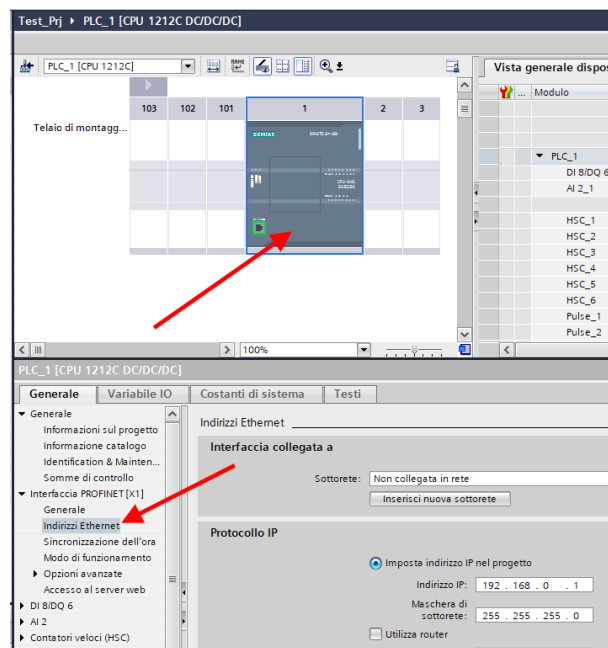 Test_Prj ▸ PLC_1 [CPU 1212C DC/DC/DC]
PLC_1 [CPU 1212C]
Vista generale dispos
... Modulo
103 102 101 1 2 3
Telaio di montagg...
SIEMENS
PLC_1
DI 8/DQ 6
AI 2_1
HSC_1
HSC_2
HSC_3
HSC_4
HSC_5
HSC_6
Pulse_1
Pulse_2
100%
PLC_1 [CPU 1212C DC/DC/DC]
Generale Variabile IO Costanti di sistema Testi
Generale
Informazioni sul progetto
Informazione catalogo
Identification & Mainten...
Somme di controllo
Interfaccia PROFINET [X1]
Generale
Indirizzi Ethernet
Sincronizzazione dell'ora
Modo di funzionamento
Opzioni avanzate
Accesso al server web
DI 8/DQ 6
AI 2
Contatori veloci (HSC)
Indirizzi Ethernet
Interfaccia collegata a
Sottorete: Non collegata in rete
Inserisci nuova sottorete
Protocollo IP
Imposta indirizzo IP nel progetto
Indirizzo IP: 192 . 168 . 0 . 1
Maschera di
sottorete: 255 . 255 . 255 . 0
Utilizza router